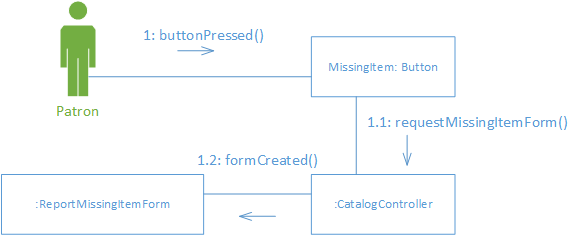 1: buttonPressed()
MissingItem: Button
Patron
1.1: requestMissingItemForm()
1.2: formCreated()
:ReportMissingItemForm
:CatalogController